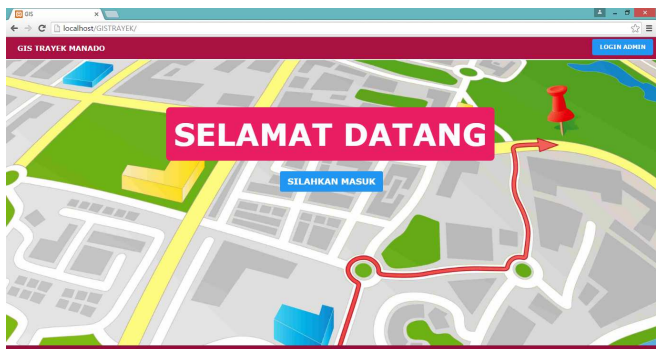 GIS
localhost/GISTRAYEK/
GIS TRAYEK MANADO
LOGIN ADMIN
SELAMAT DATANG
SILAHKAN MASUK